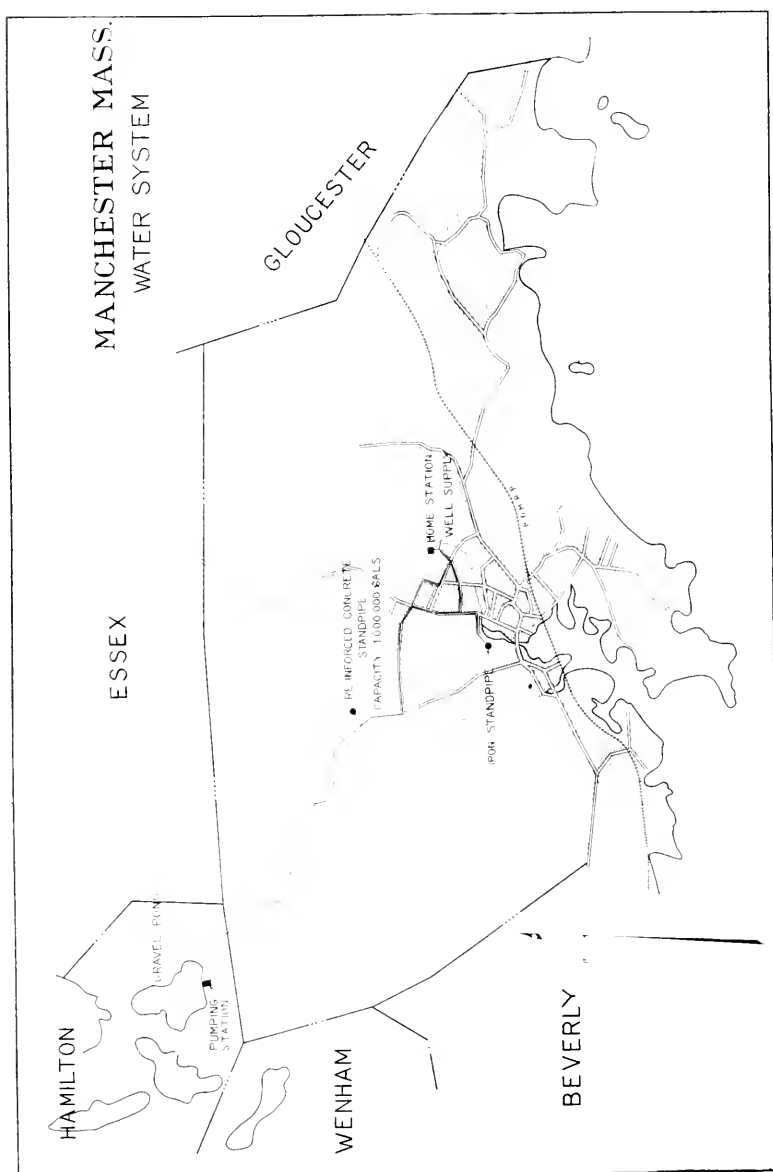 MANCHESTER MASS.
WATER SYSTEM
ESSEX
GLOUCESTER
HAMILTON
GRAVEL POND
PUMPING
STATION
WENHAM
BEVERLY
RE INFORCED CONCRETE
STANDPIPE
CAPACITY 1 000 000 GALS
HOME STATION
WELL SUPPLY
IRON STANDPIPE